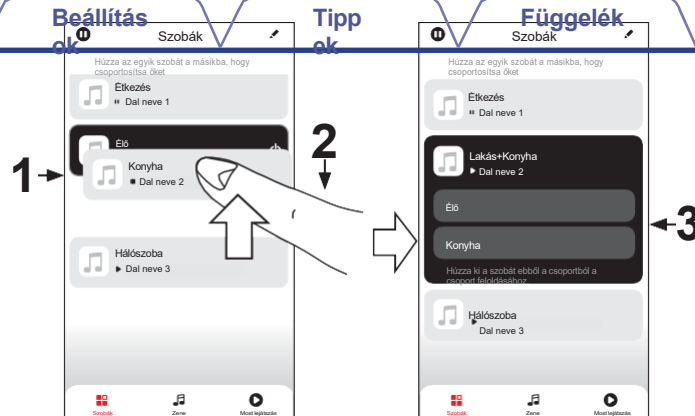 Beállítás
ok
Tipp
ek
Függelék
Szobák
Húzza az egyik szobát a másikba, hogy
csoportosítsa őket
Étkezés
Dal neve 1
Élő
Konyha
Dal neve 2
Hálószoba
Dal neve 3
Szobák
Zene
Most lejátszás
1
2
Szobák
Húzza az egyik szobát a másikba, hogy
csoportosítsa őket
Étkezés
Dal neve 1
Lakás+Konyha
Dal neve 2
Élő
Konyha
Húzza ki a szobát ebből a csoportból a
csoport feloldásához
Hálószoba
Dal neve 3
Szobák
Zene
Most lejátszás
3